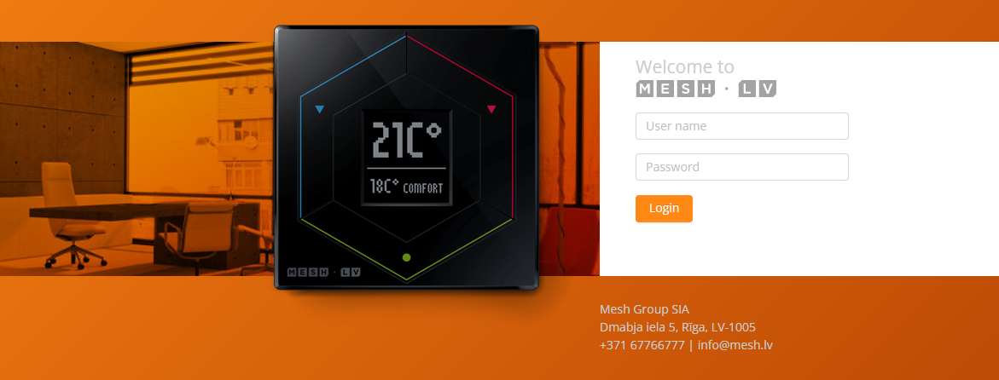 21C°
18C° COMFORT
MESH · LV
Welcome to
MESH · LV
User name
Password
Login
Mesh Group SIA
Dmabja iela 5, Rīga, LV-1005
+371 67766777 | info@mesh.lv